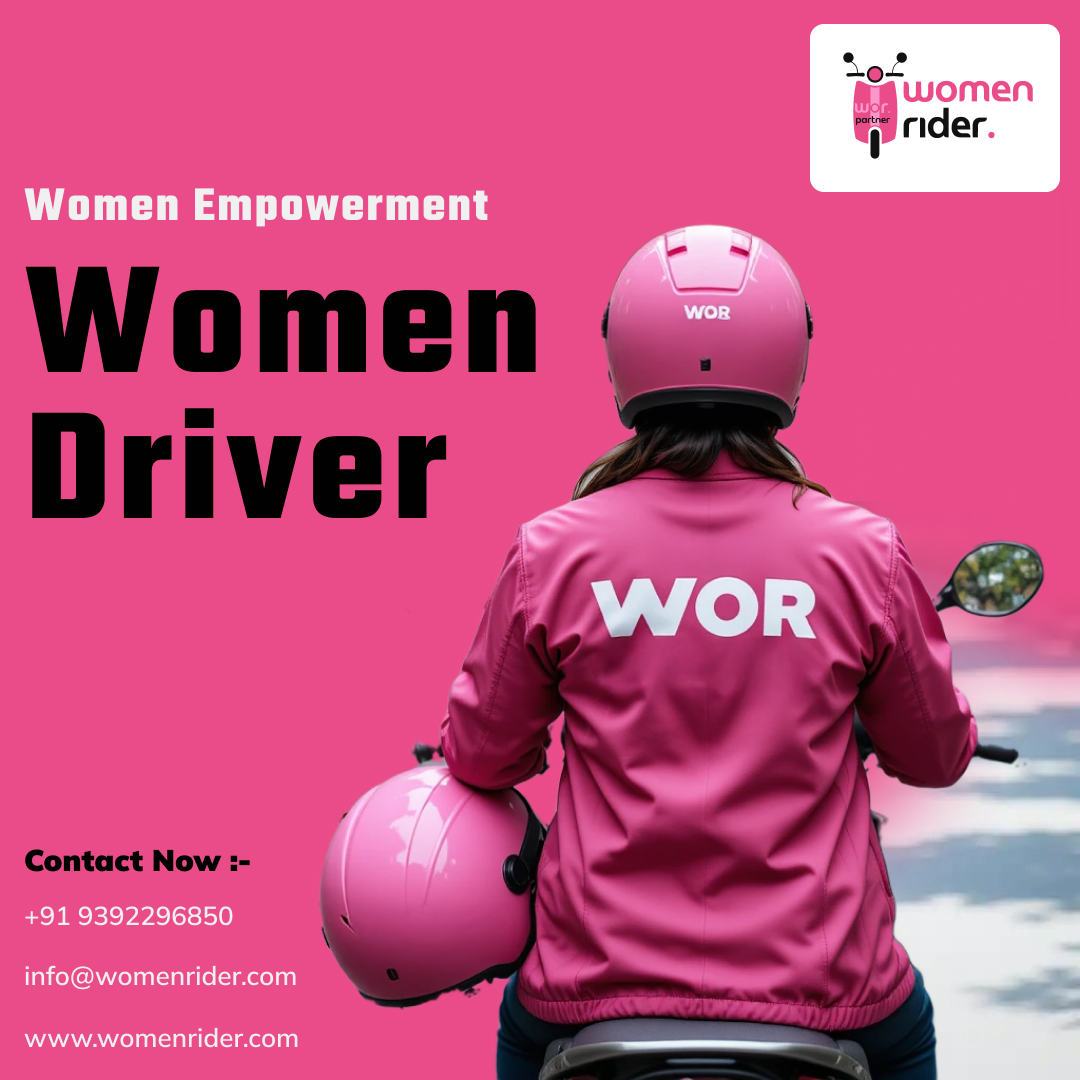 women
rider.
wor.
partner
Women Empowerment
Women
Driver
WOR
WOR
Contact Now :-
+91 9392296850
info@womenrider.com
www.womenrider.com